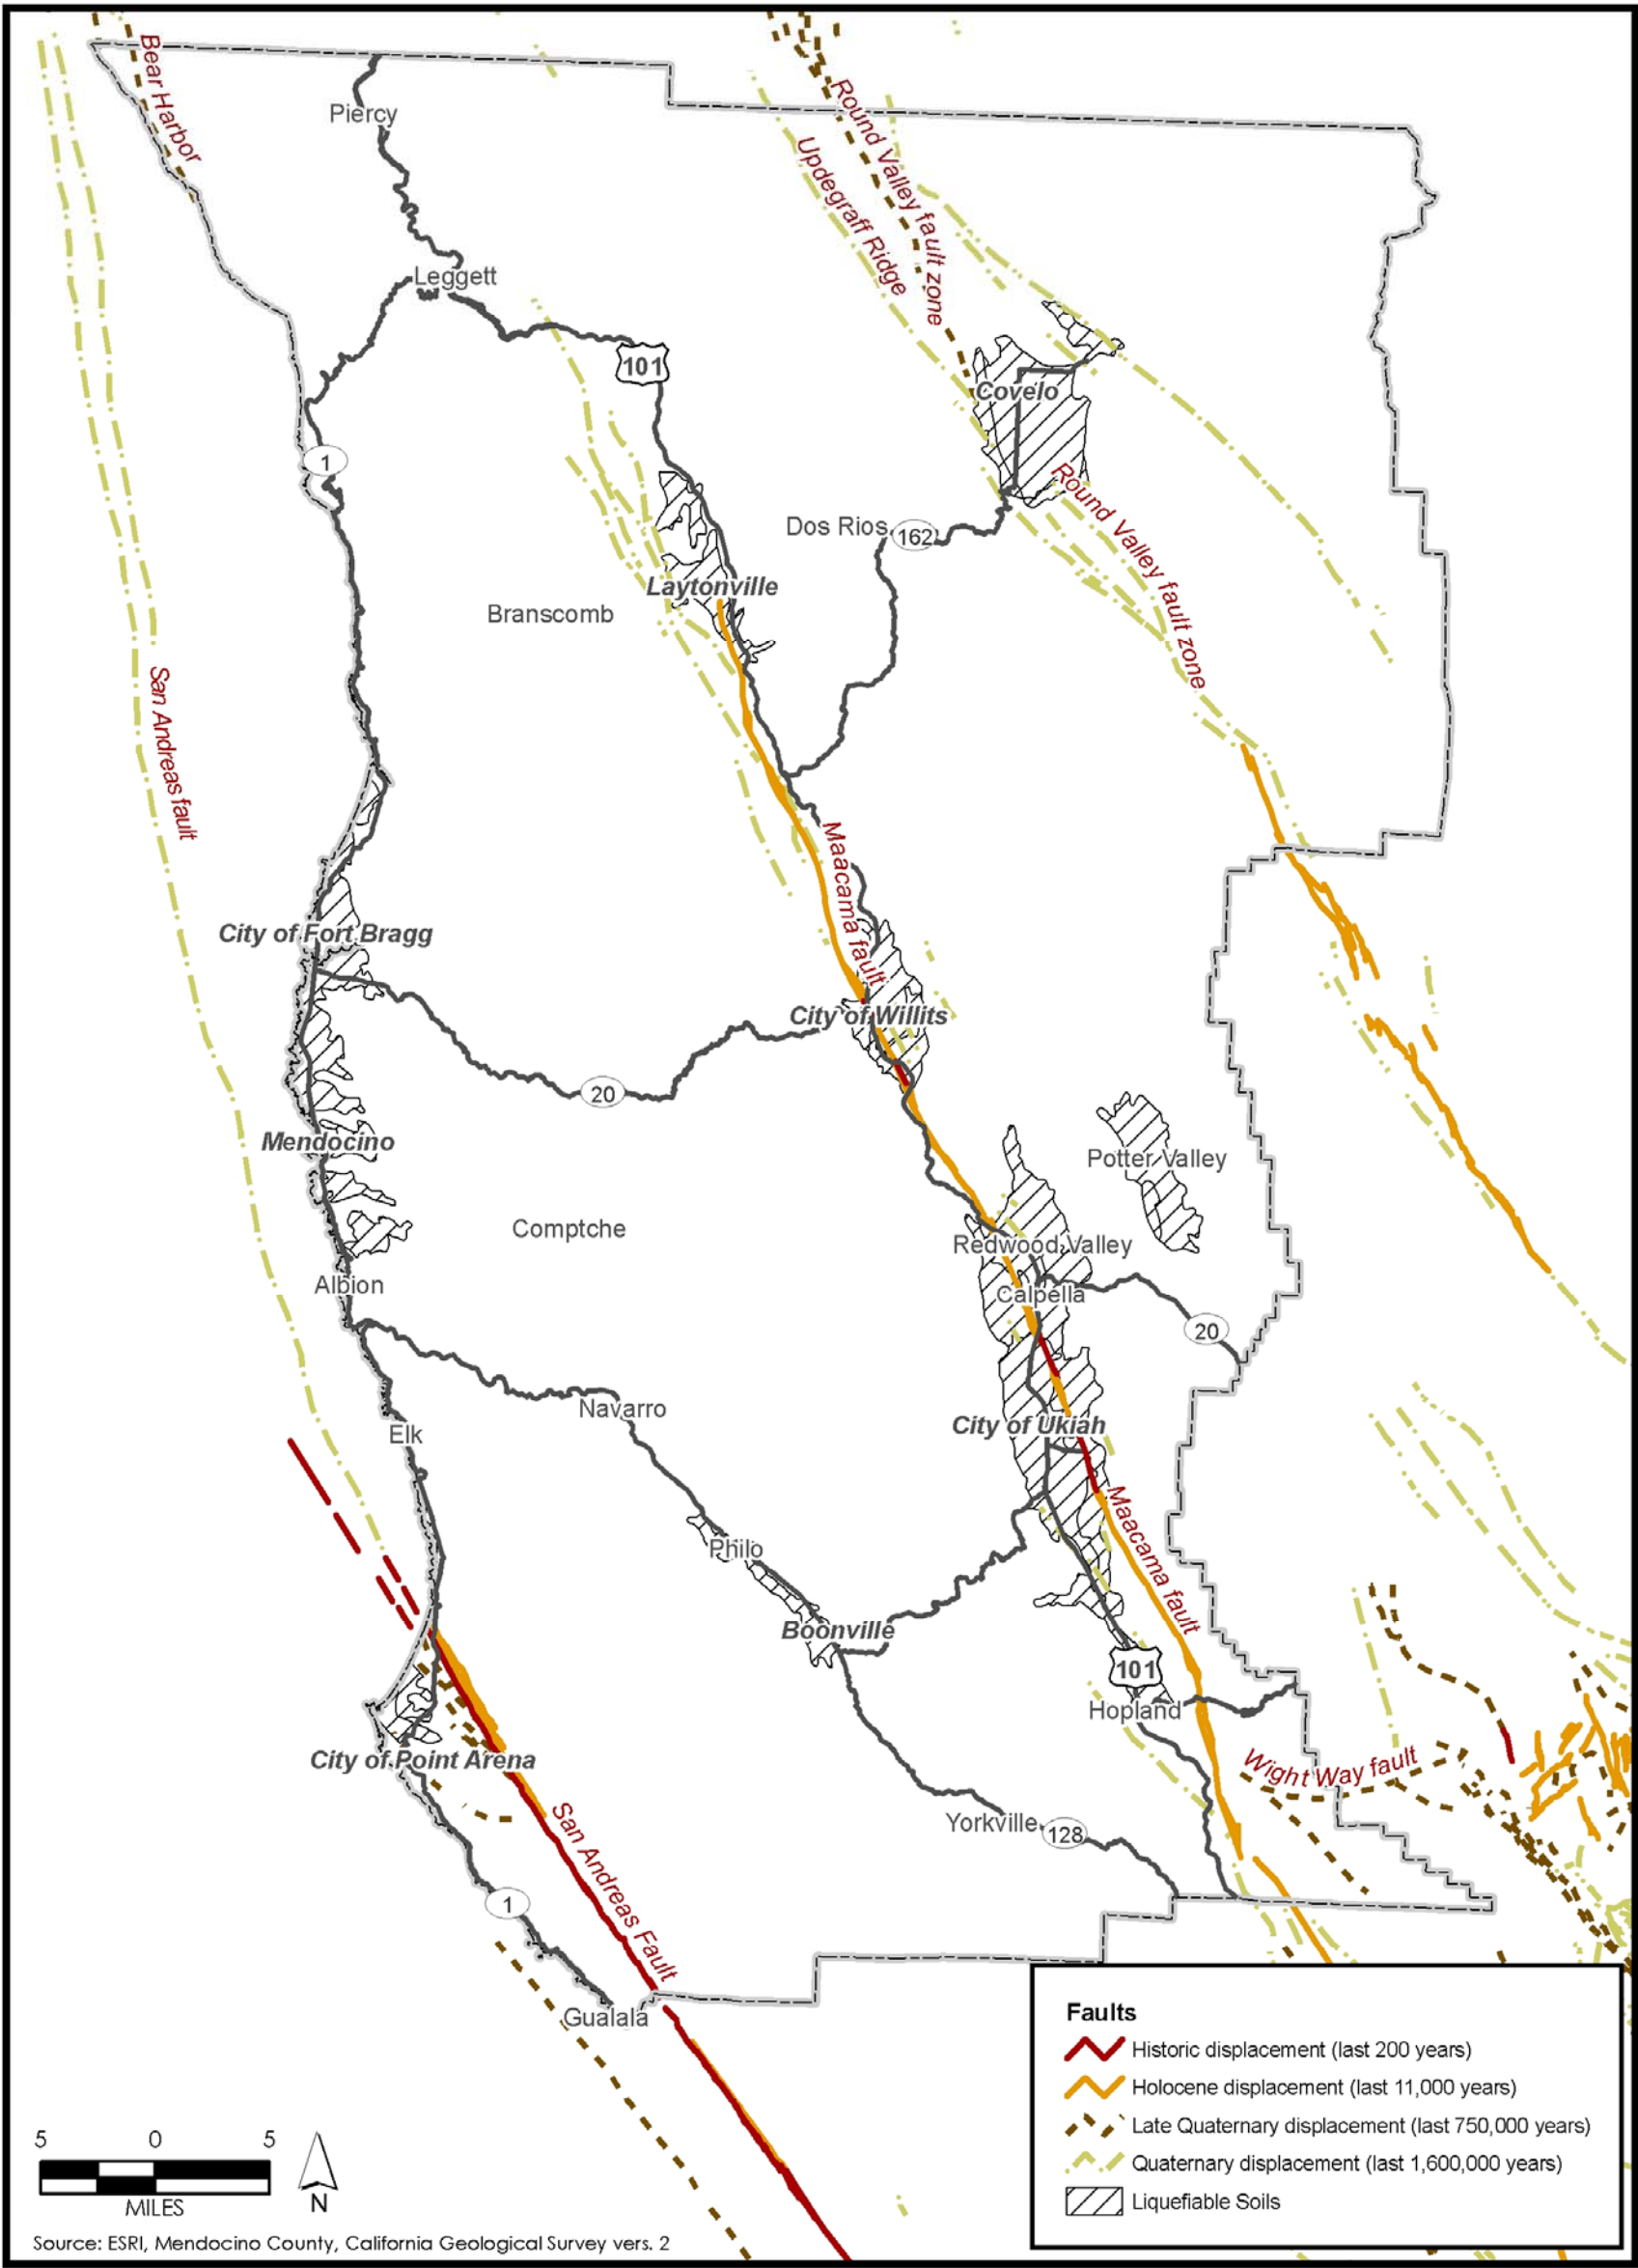 Bear Harbor
Piercy
Round Valley fault zone
Updegraff Ridge
Leggett
101
Covelo
1
Round Valley fault zone
Dos Rios
162
Laytonville
Branscomb
San Andreas fault
Maacama fault
City of Fort Bragg
City of Willits
20
Mendocino
Potter Valley
Comptche
Redwood Valley
Albion
Calpella
20
Navarro
City of Ukiah
Elk
Maacama fault
Philo
Boonville
101
Hopland
City of Point Arena
Wight Way fault
San Andreas Fault
Yorkville
128
1
Gualala
Faults
Historic displacement (last 200 years)
Holocene displacement (last 11,000 years)
Late Quaternary displacement (last 750,000 years)
Quaternary displacement (last 1,600,000 years)
Liquefiable Soils
5 0 5
MILES
N
Source: ESRI, Mendocino County, California Geological Survey vers. 2